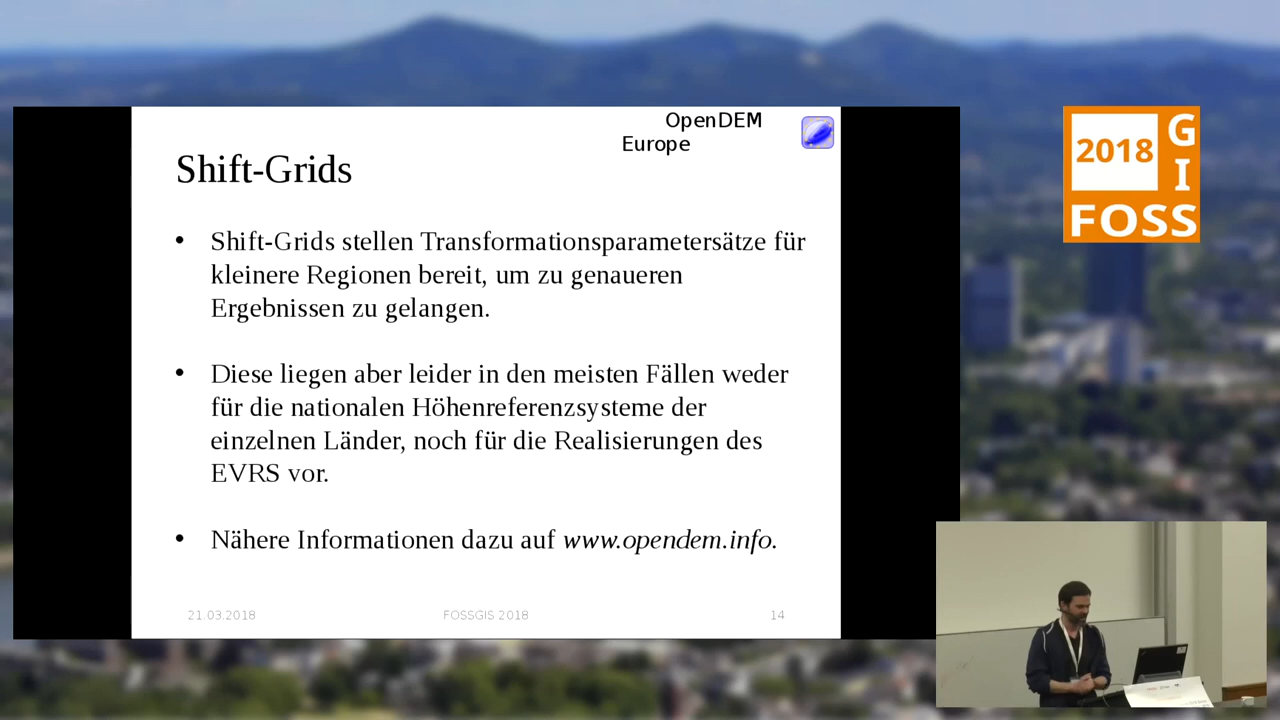 OpenDEM
Europe
Shift-Grids
• Shift-Grids stellen Transformationsparametersätze für
kleinere Regionen bereit, um zu genaueren
Ergebnissen zu gelangen.
• Diese liegen aber leider in den meisten Fällen weder
für die nationalen Höhenreferenzsysteme der
einzelnen Länder, noch für die Realisierungen des
EVRS vor.
• Nähere Informationen dazu auf www.opendem.info.
21.03.2018 FOSSGIS 2018 14
2018 G
I
FOSS